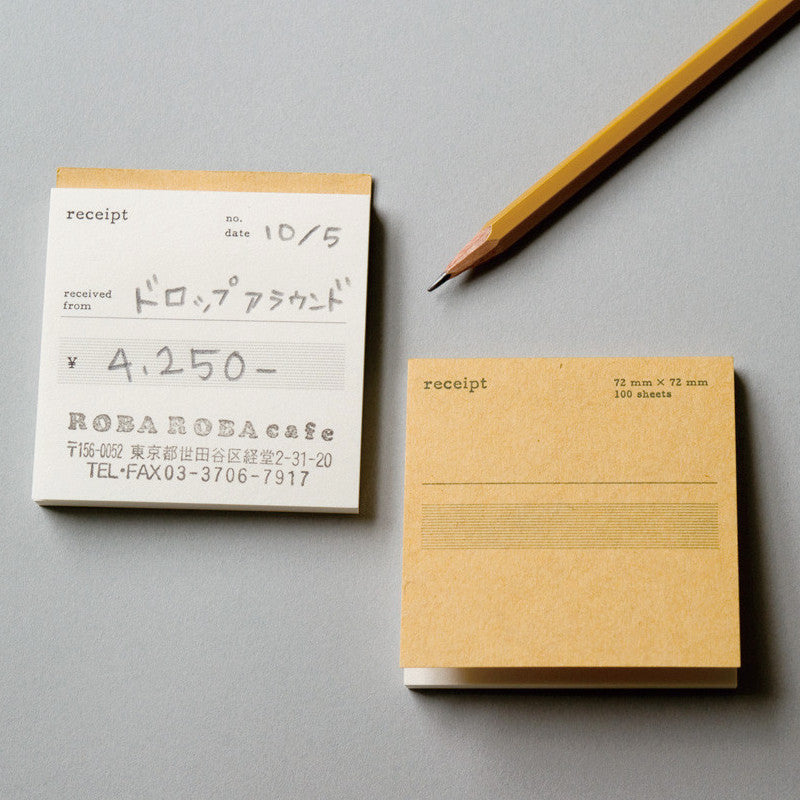 receipt
no.
date 10/5
received
from ドロップアラウンド
¥ 4.250-
ROBA ROBA cafe
〒156-0052 東京都世田谷区経堂2-31-20
TEL•FAX03-3706-7917
receipt
72 mm × 72 mm
100 sheets